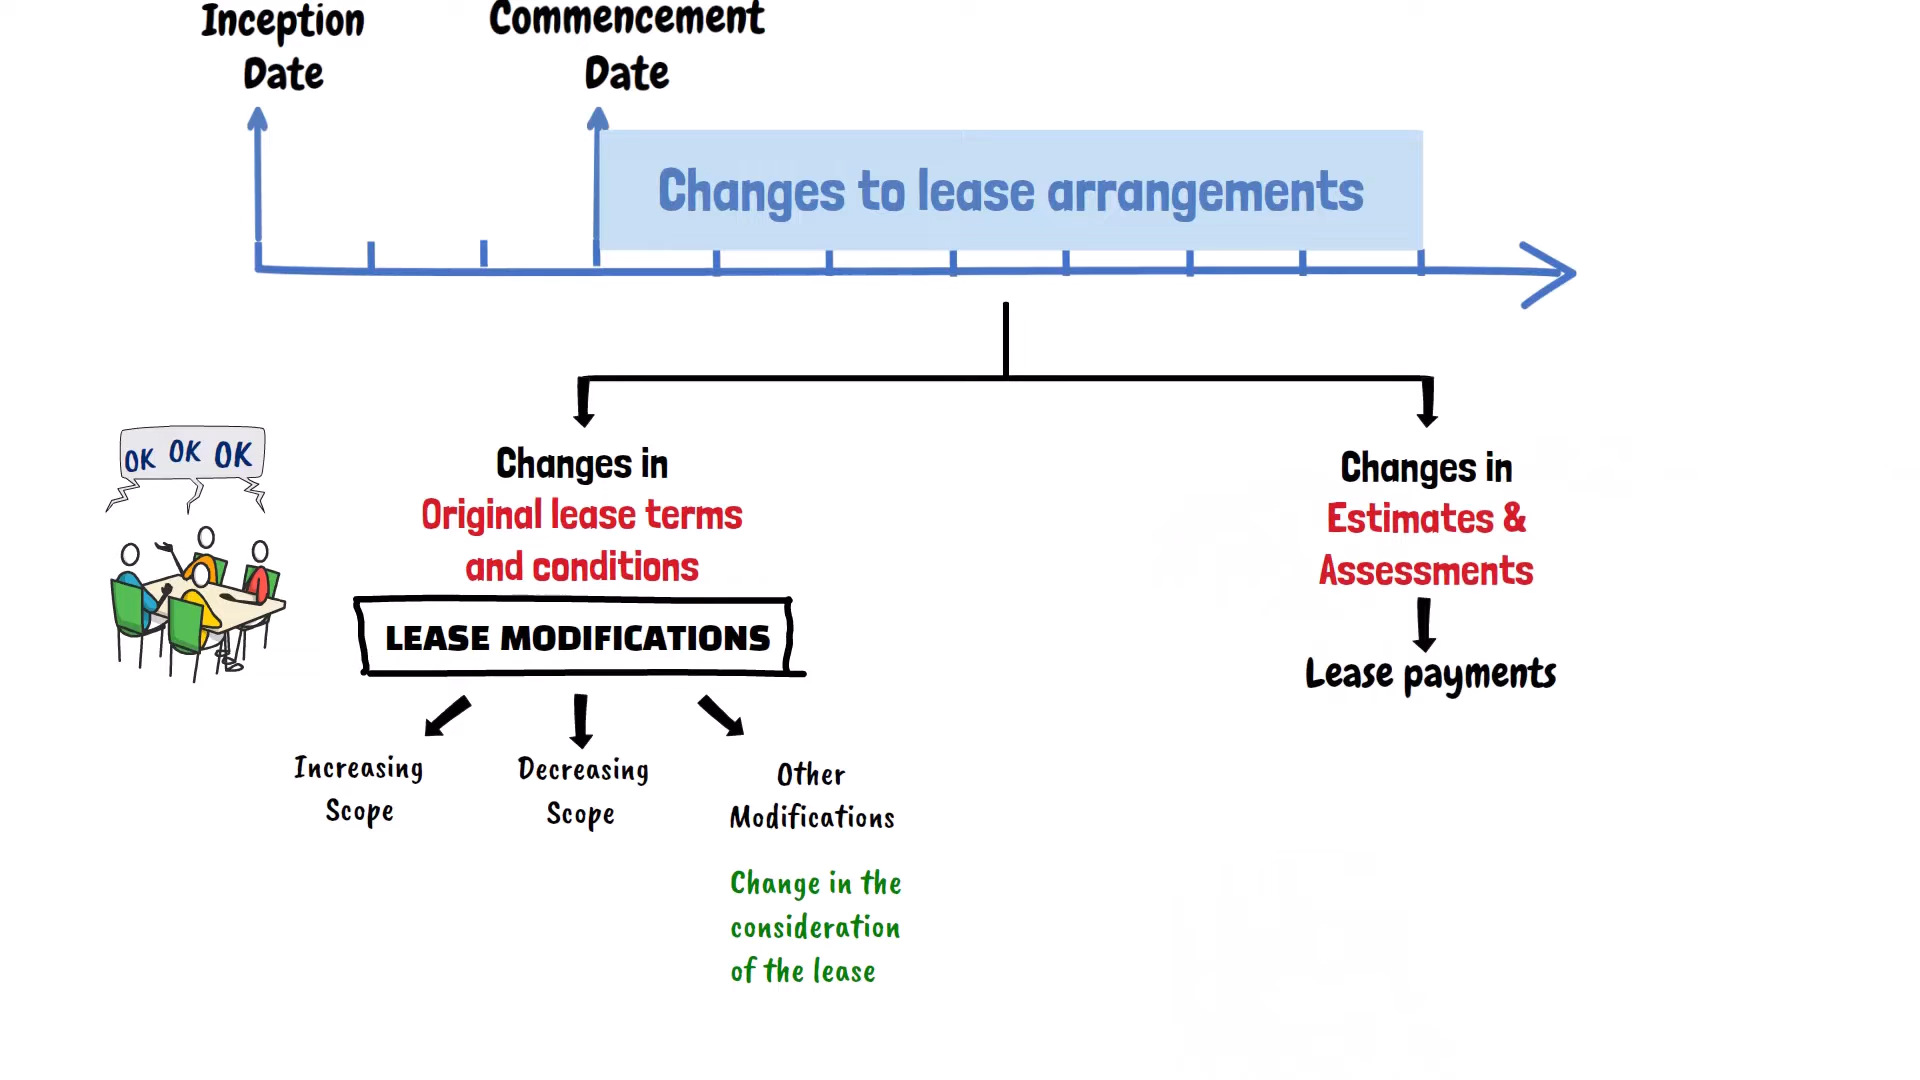 Inception
Date
Commencement
Date
Changes to lease arrangements
OK OK OK
Changes in
Original lease terms
and conditions
LEASE MODIFICATIONS
Increasing
Scope
Decreasing
Scope
Other
Modifications
Change in the
consideration
of the lease
Changes in
Estimates &
Assessments
Lease payments